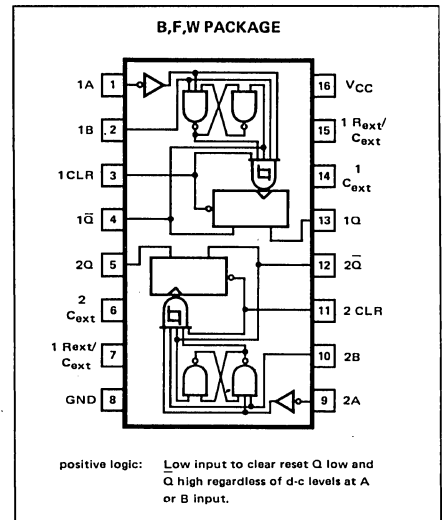 B,F,W PACKAGE
1A 1
1B 2
1 CLR 3
1Q̅ 4
2Q 5
2
Cext 6
1 Rext/
Cext 7
GND 8
16 VCC
15 1 Rext/
Cext
14 1
Cext
13 1Q
12 2Q̅
11 2 CLR
10 2B
9 2A
positive logic: Low input to clear reset Q low and
Q̅ high regardless of d-c levels at A
or B input.